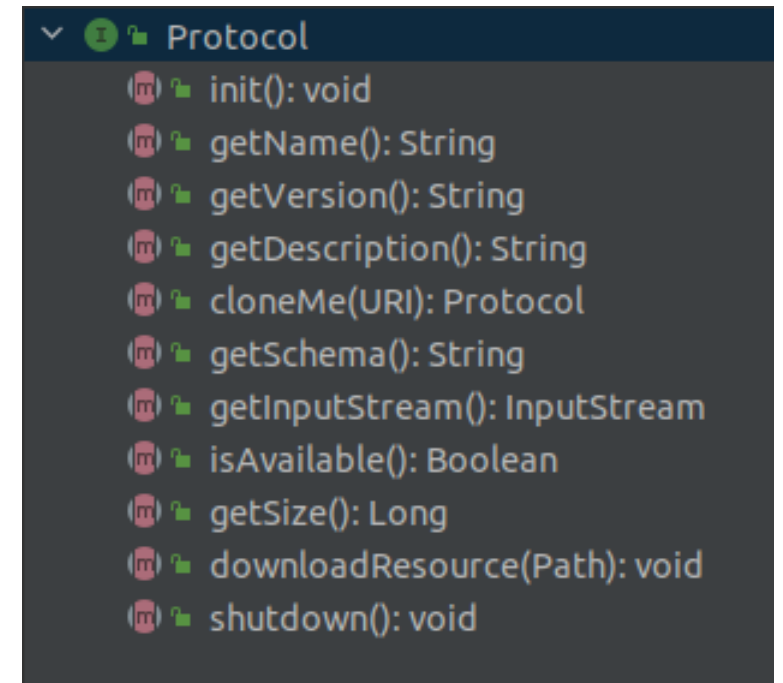 I Protocol
m init(): void
m getName(): String
m getVersion(): String
m getDescription(): String
m cloneMe(URI): Protocol
m getSchema(): String
m getInputStream(): InputStream
m isAvailable(): Boolean
m getSize(): Long
m downloadResource(Path): void
m shutdown(): void